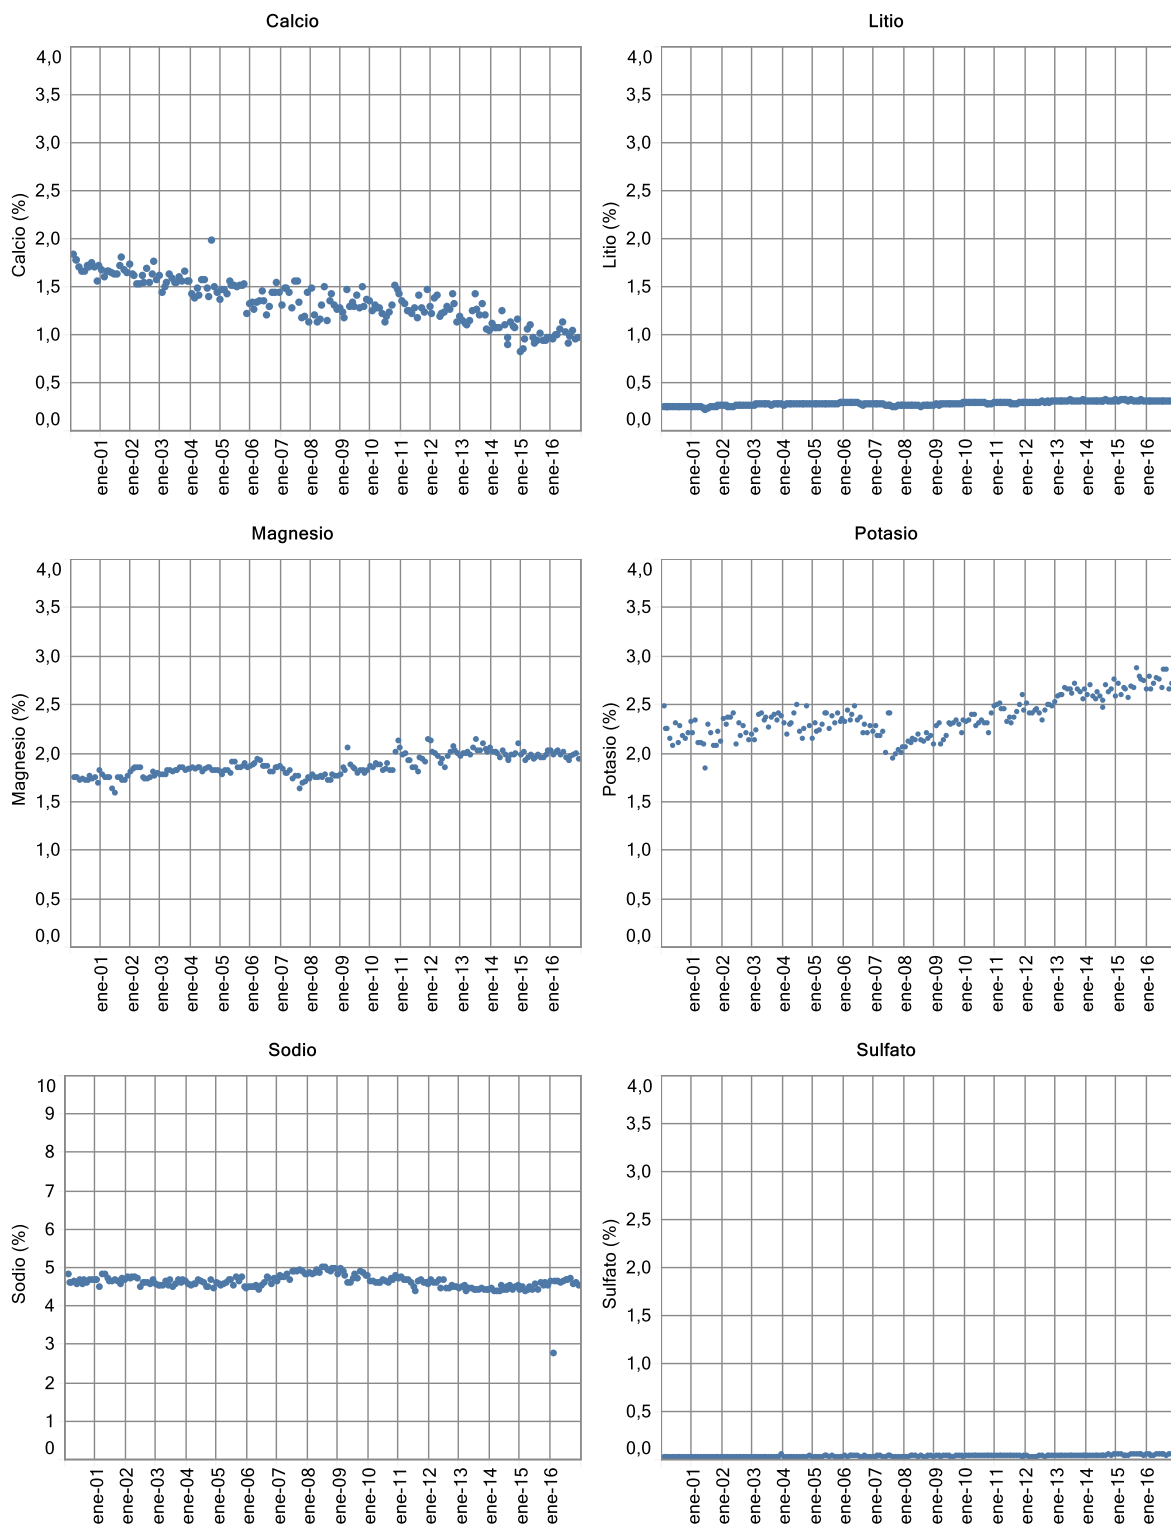 Calcio
4,0
3,5
3,0
2,5
2,0
1,5
1,0
0,5
0,0
Calcio (%)
ene-01
ene-02
ene-03
ene-04
ene-05
ene-06
ene-07
ene-08
ene-09
ene-10
ene-11
ene-12
ene-13
ene-14
ene-15
ene-16
Litio
4,0
3,5
3,0
2,5
2,0
1,5
1,0
0,5
0,0
Litio (%)
ene-01
ene-02
ene-03
ene-04
ene-05
ene-06
ene-07
ene-08
ene-09
ene-10
ene-11
ene-12
ene-13
ene-14
ene-15
ene-16
Magnesio
4,0
3,5
3,0
2,5
2,0
1,5
1,0
0,5
0,0
Magnesio (%)
ene-01
ene-02
ene-03
ene-04
ene-05
ene-06
ene-07
ene-08
ene-09
ene-10
ene-11
ene-12
ene-13
ene-14
ene-15
ene-16
Potasio
4,0
3,5
3,0
2,5
2,0
1,5
1,0
0,5
0,0
Potasio (%)
ene-01
ene-02
ene-03
ene-04
ene-05
ene-06
ene-07
ene-08
ene-09
ene-10
ene-11
ene-12
ene-13
ene-14
ene-15
ene-16
Sodio
10
9
8
7
6
5
4
3
2
1
0
Sodio (%)
ene-01
ene-02
ene-03
ene-04
ene-05
ene-06
ene-07
ene-08
ene-09
ene-10
ene-11
ene-12
ene-13
ene-14
ene-15
ene-16
Sulfato
4,0
3,5
3,0
2,5
2,0
1,5
1,0
0,5
0,0
Sulfato (%)
ene-01
ene-02
ene-03
ene-04
ene-05
ene-06
ene-07
ene-08
ene-09
ene-10
ene-11
ene-12
ene-13
ene-14
ene-15
ene-16